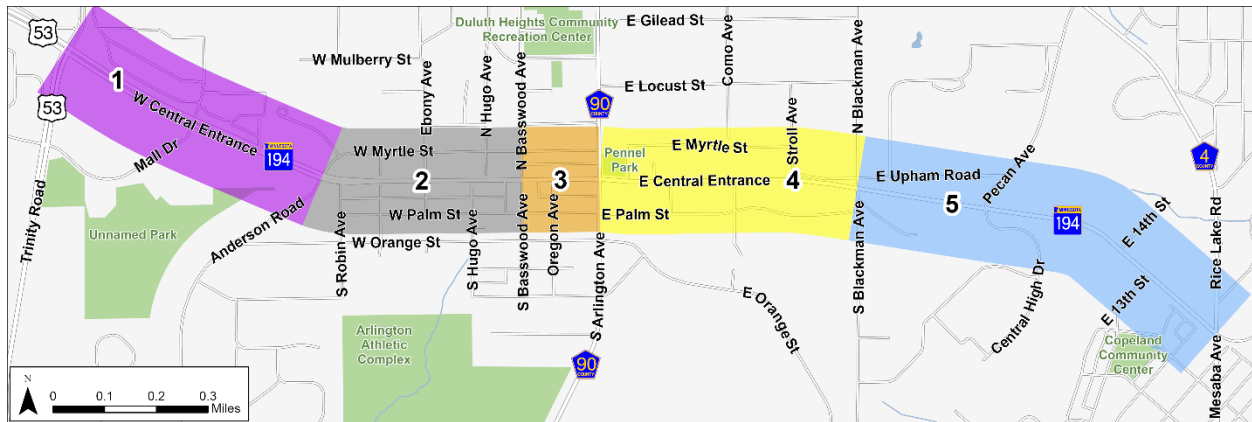 53
Duluth Heights Community
Recreation Center
E Gilead St
Como Ave
W Mulberry St
Ebony Ave
N Hugo Ave
N Basswood Ave
E Locust St
N Blackman Ave
1
53
90
COUNTY
W Central Entrance
Mall Dr
MINNESOTA
194
W Myrtle St
Pennel
Park
E Myrtle St
Stroll Ave
4
COUNTY
2
3
E Central Entrance
4
E Upham Road
Pecan Ave
5
Trinity Road
Unnamed Park
Anderson Road
S Robin Ave
W Palm St
W Orange St
S Hugo Ave
S Basswood Ave
Oregon Ave
E Palm St
S Arlington Ave
S Blackman Ave
MINNESOTA
194
E 14th St
Rice Lake Rd
E Orange St
Central High Dr
E 13th St
Arlington
Athletic
Complex
90
COUNTY
Copeland
Community
Center
Mesaba Ave
N
0 0.1 0.2 0.3
Miles